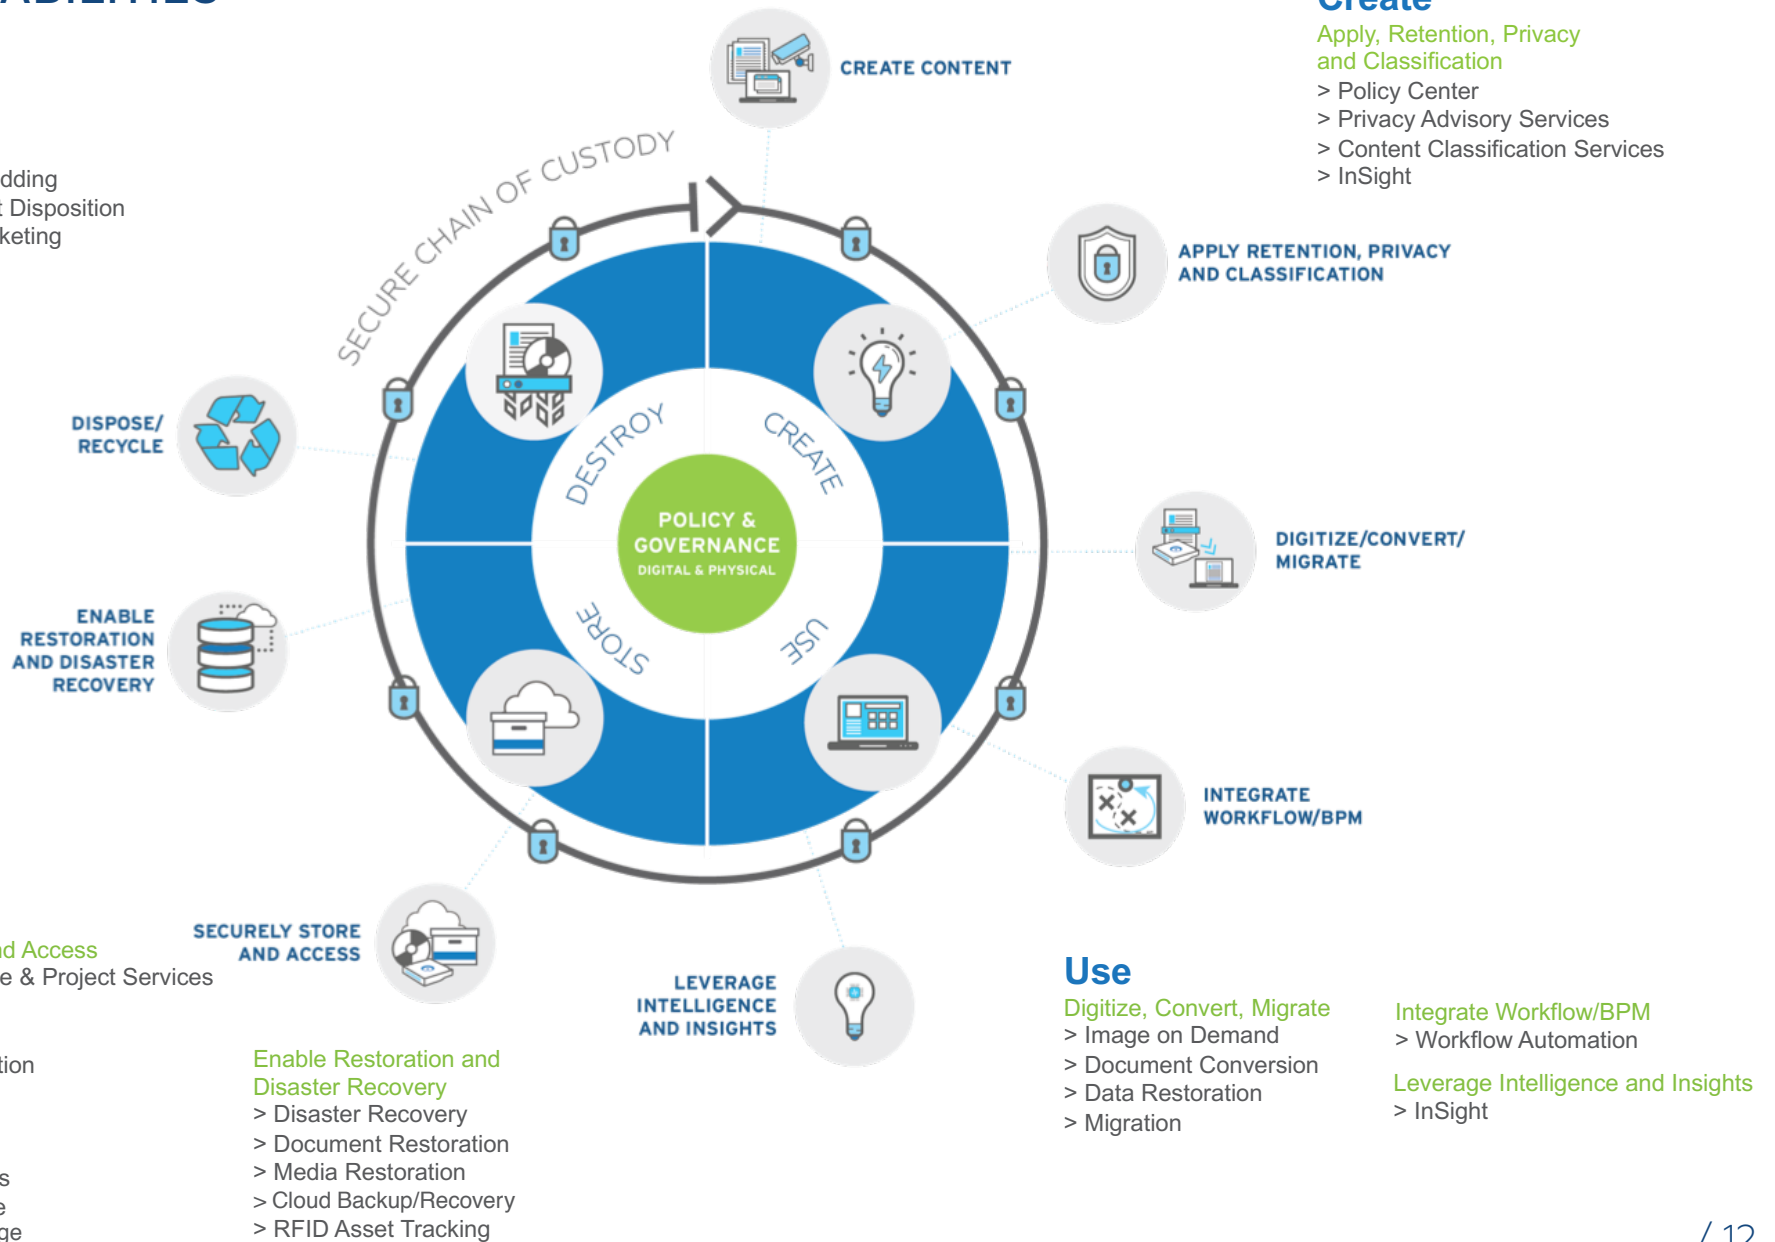 Create
Apply, Retention, Privacy
and Classification
> Policy Center
> Privacy Advisory Services
> Content Classification Services
> InSight
Disposition
CREATE CONTENT
SECURE CHAIN OF CUSTODY
APPLY RETENTION, PRIVACY
AND CLASSIFICATION
DISPOSE/
RECYCLE
DESTROY
CREATE
POLICY &
GOVERNANCE
DIGITAL & PHYSICAL
STORE
USE
DIGITIZE/CONVERT/
MIGRATE
ENABLE
RESTORATION
AND DISASTER
RECOVERY
INTEGRATE
WORKFLOW/BPM
SECURELY STORE
AND ACCESS
LEVERAGE
INTELLIGENCE
AND INSIGHTS
Access
& Project Services
Enable Restoration and
Disaster Recovery
> Disaster Recovery
> Document Restoration
> Media Restoration
> Cloud Backup/Recovery
> RFID Asset Tracking
Use
Digitize, Convert, Migrate
> Image on Demand
> Document Conversion
> Data Restoration
> Migration
Integrate Workflow/BPM
> Workflow Automation
Leverage Intelligence and Insights
> InSight
/ 12